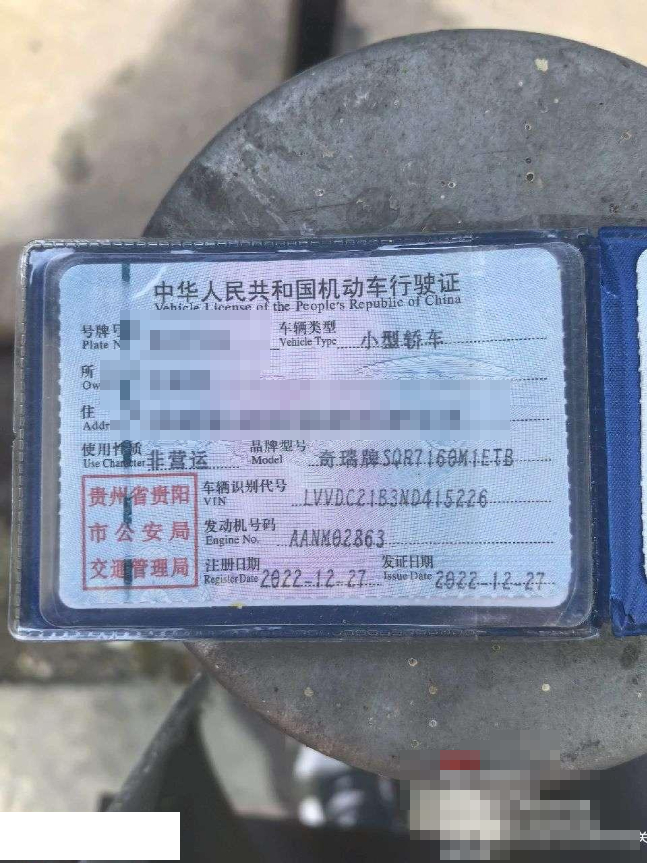 中华人民共和国机动车行驶证
Vehicle License of the People's Republic of China
号牌号
Plate N
车辆类型
Vehicle Type
小型轿车
所
Ow
住
Addr
使用性质
Use Character
非营运
品牌型号
Model
奇瑞牌SQR7160M1ETB
贵州省贵阳
市公安局
交通管理局
车辆识别代号
VIN
LVVDC21B3ND415226
发动机号码
Engine No.
AANM02863
注册日期
Register Date
2022-12-27
发证日期
Issue Date
2022-12-27
关